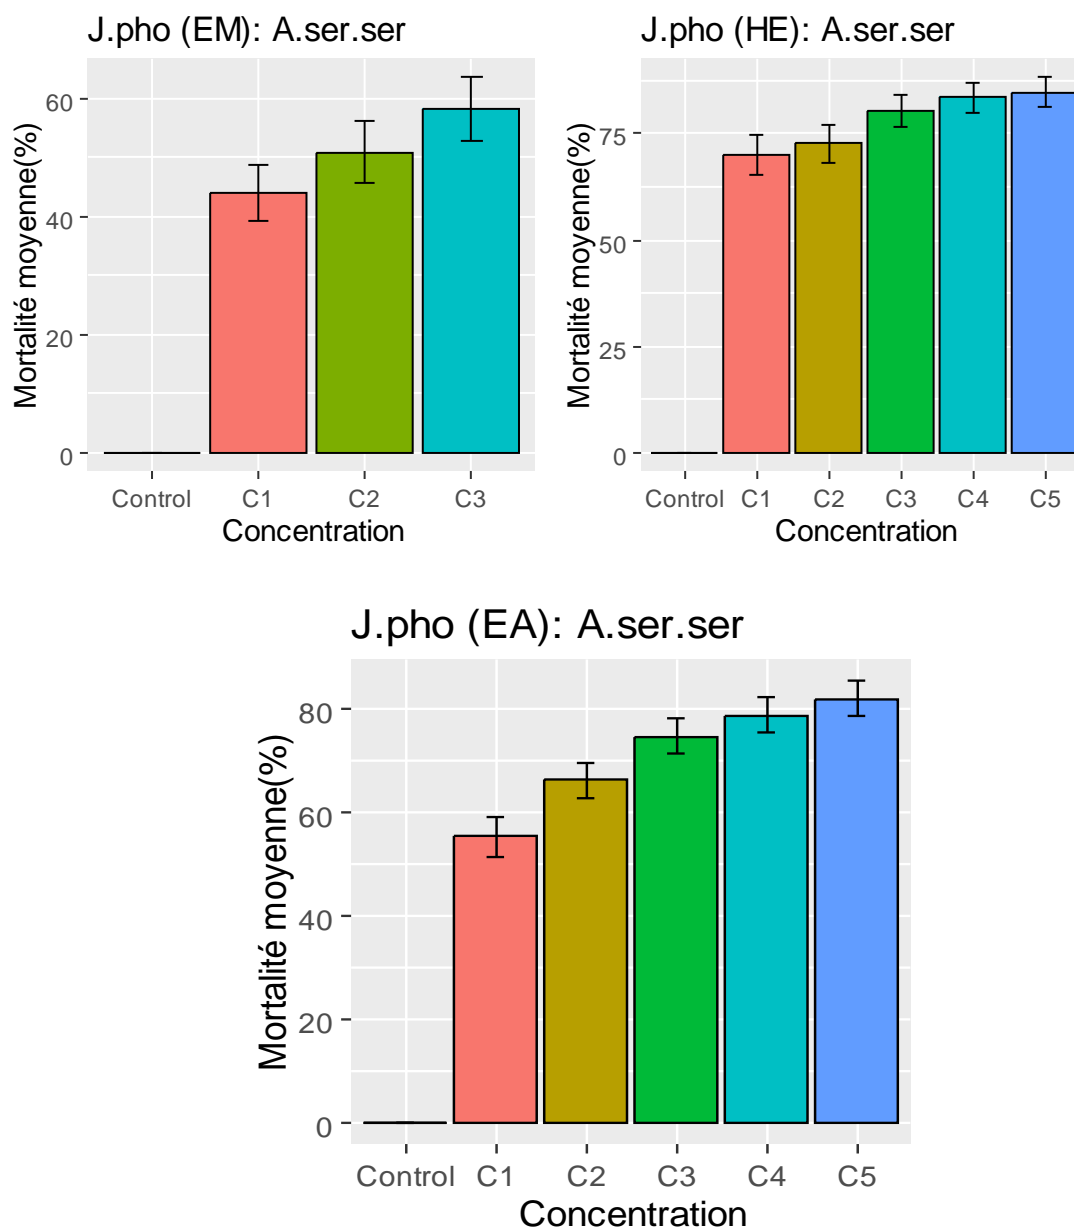 J.pho (EM): A.ser.ser
Mortalité moyenne(%)
60
40
20
0
Control C1 C2 C3
Concentration
J.pho (HE): A.ser.ser
Mortalité moyenne(%)
75
50
25
0
Control C1 C2 C3 C4 C5
Concentration
J.pho (EA): A.ser.ser
Mortalité moyenne(%)
80
60
40
20
0
Control C1 C2 C3 C4 C5
Concentration